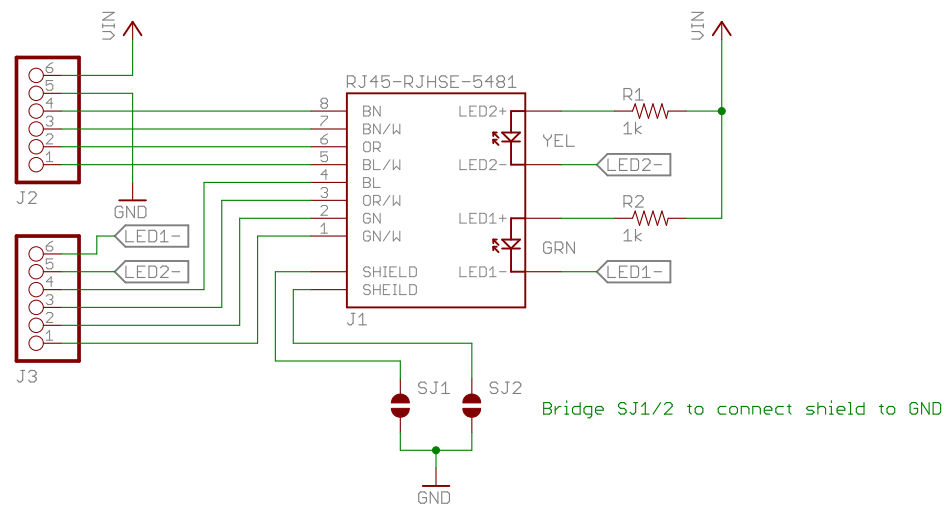 VIN
VIN
RJ45-RJHSE-5481
6
5
4
3
2
1
J2
GND
8
7
6
5
4
3
2
1
BN
BN/W
OR
BL/W
BL
OR/W
GN
GN/W
SHIELD
SHEILD
LED2+
LED2-
LED1+
LED1-
YEL
GRN
J1
R1
1k
LED2-
R2
1k
LED1-
LED1-
LED2-
6
5
4
3
2
1
J3
SJ1
SJ2
Bridge SJ1/2 to connect shield to GND
GND